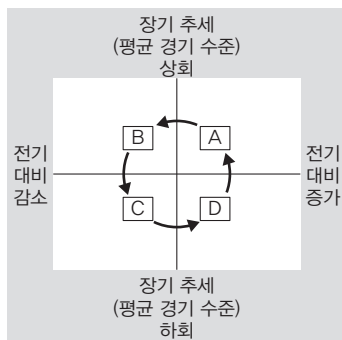 장기 추세
(평균 경기 수준)
상회
B
A
전기
대비
감소
전기
대비
증가
C
D
장기 추세
(평균 경기 수준)
하회